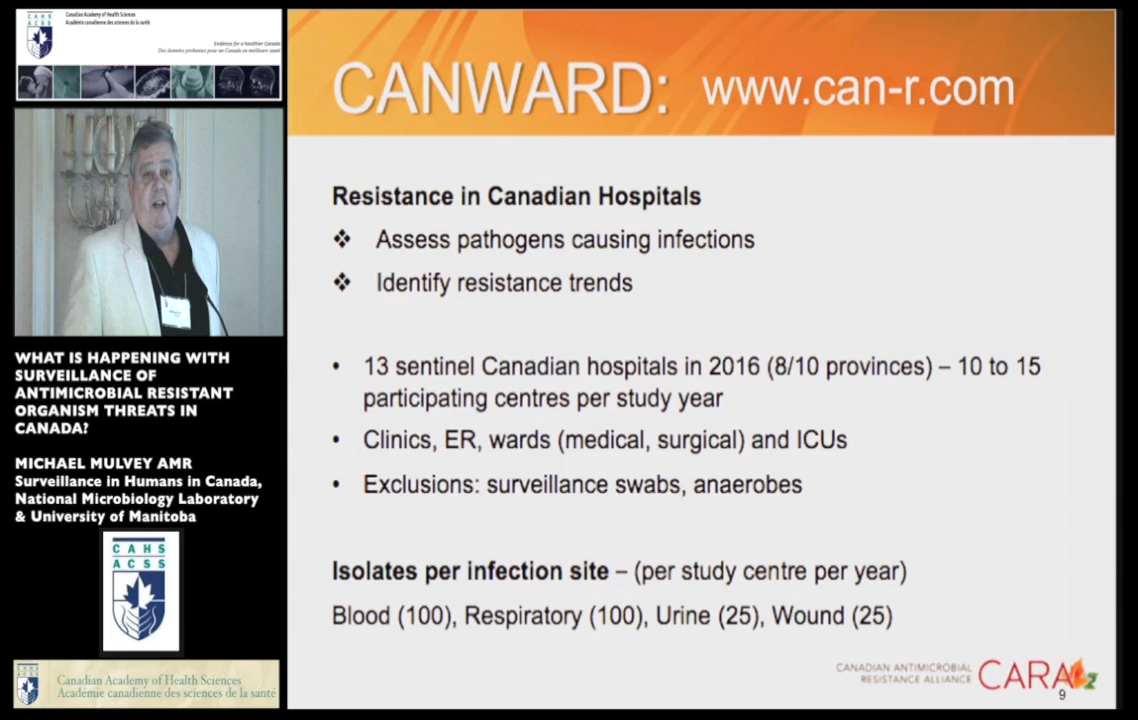 CAHS
ACSS
Canadian Academy of Health Sciences
Académie canadienne des sciences de la santé
Evidence for a healthier Canada
Des données probantes pour un Canada en meilleure santé
WHAT IS HAPPENING WITH
SURVEILLANCE OF
ANTIMICROBIAL RESISTANT
ORGANISM THREATS IN
CANADA?
MICHAEL MULVEY AMR
Surveillance in Humans in Canada,
National Microbiology Laboratory
& University of Manitoba
CAHS
ACSS
CAHS
ACSS
Canadian Academy of Health Sciences
Académie canadienne des sciences de la santé
CANWARD: www.can-r.com
Resistance in Canadian Hospitals
❖ Assess pathogens causing infections
❖ Identify resistance trends
• 13 sentinel Canadian hospitals in 2016 (8/10 provinces) – 10 to 15
participating centres per study year
• Clinics, ER, wards (medical, surgical) and ICUs
• Exclusions: surveillance swabs, anaerobes
Isolates per infection site – (per study centre per year)
Blood (100), Respiratory (100), Urine (25), Wound (25)
CANADIAN ANTIMICROBIAL
RESISTANCE ALLIANCE
CARA
9